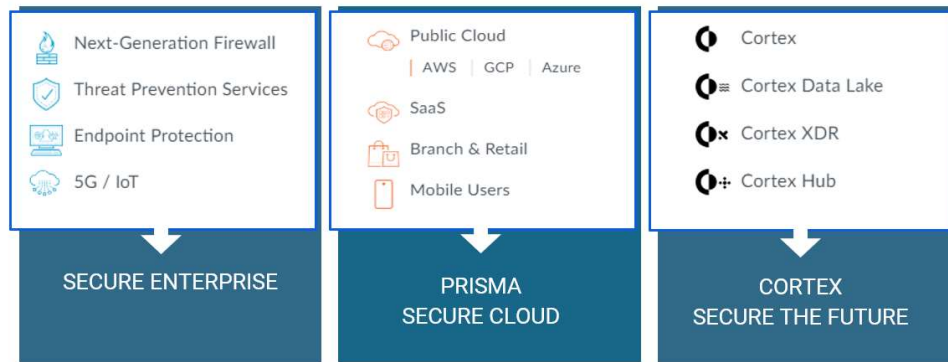 Next-Generation Firewall
Threat Prevention Services
Endpoint Protection
5G / IoT
SECURE ENTERPRISE
Public Cloud
AWS | GCP | Azure
SaaS
Branch & Retail
Mobile Users
PRISMA
SECURE CLOUD
Cortex
Cortex Data Lake
Cortex XDR
Cortex Hub
CORTEX
SECURE THE FUTURE